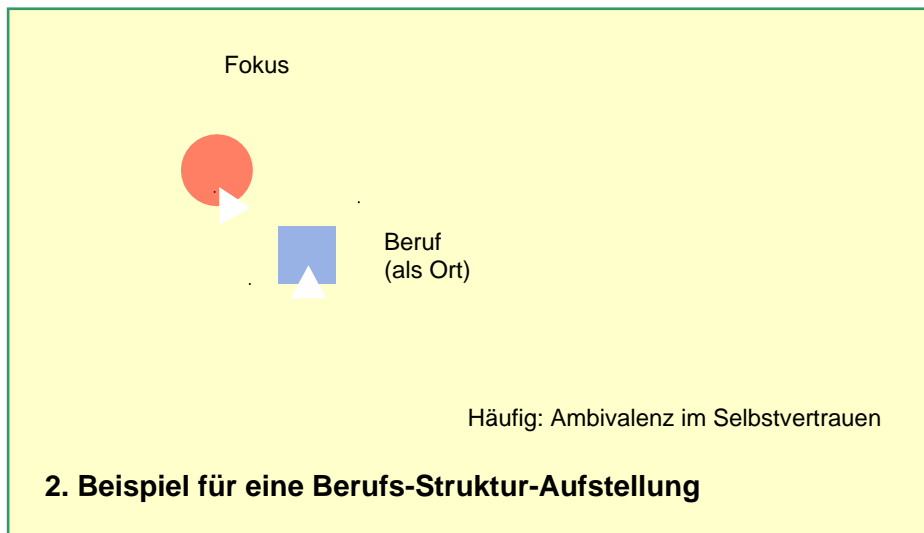 Fokus
Beruf
(als Ort)
Häufig: Ambivalenz im Selbstvertrauen
2. Beispiel für eine Berufs-Struktur-Aufstellung